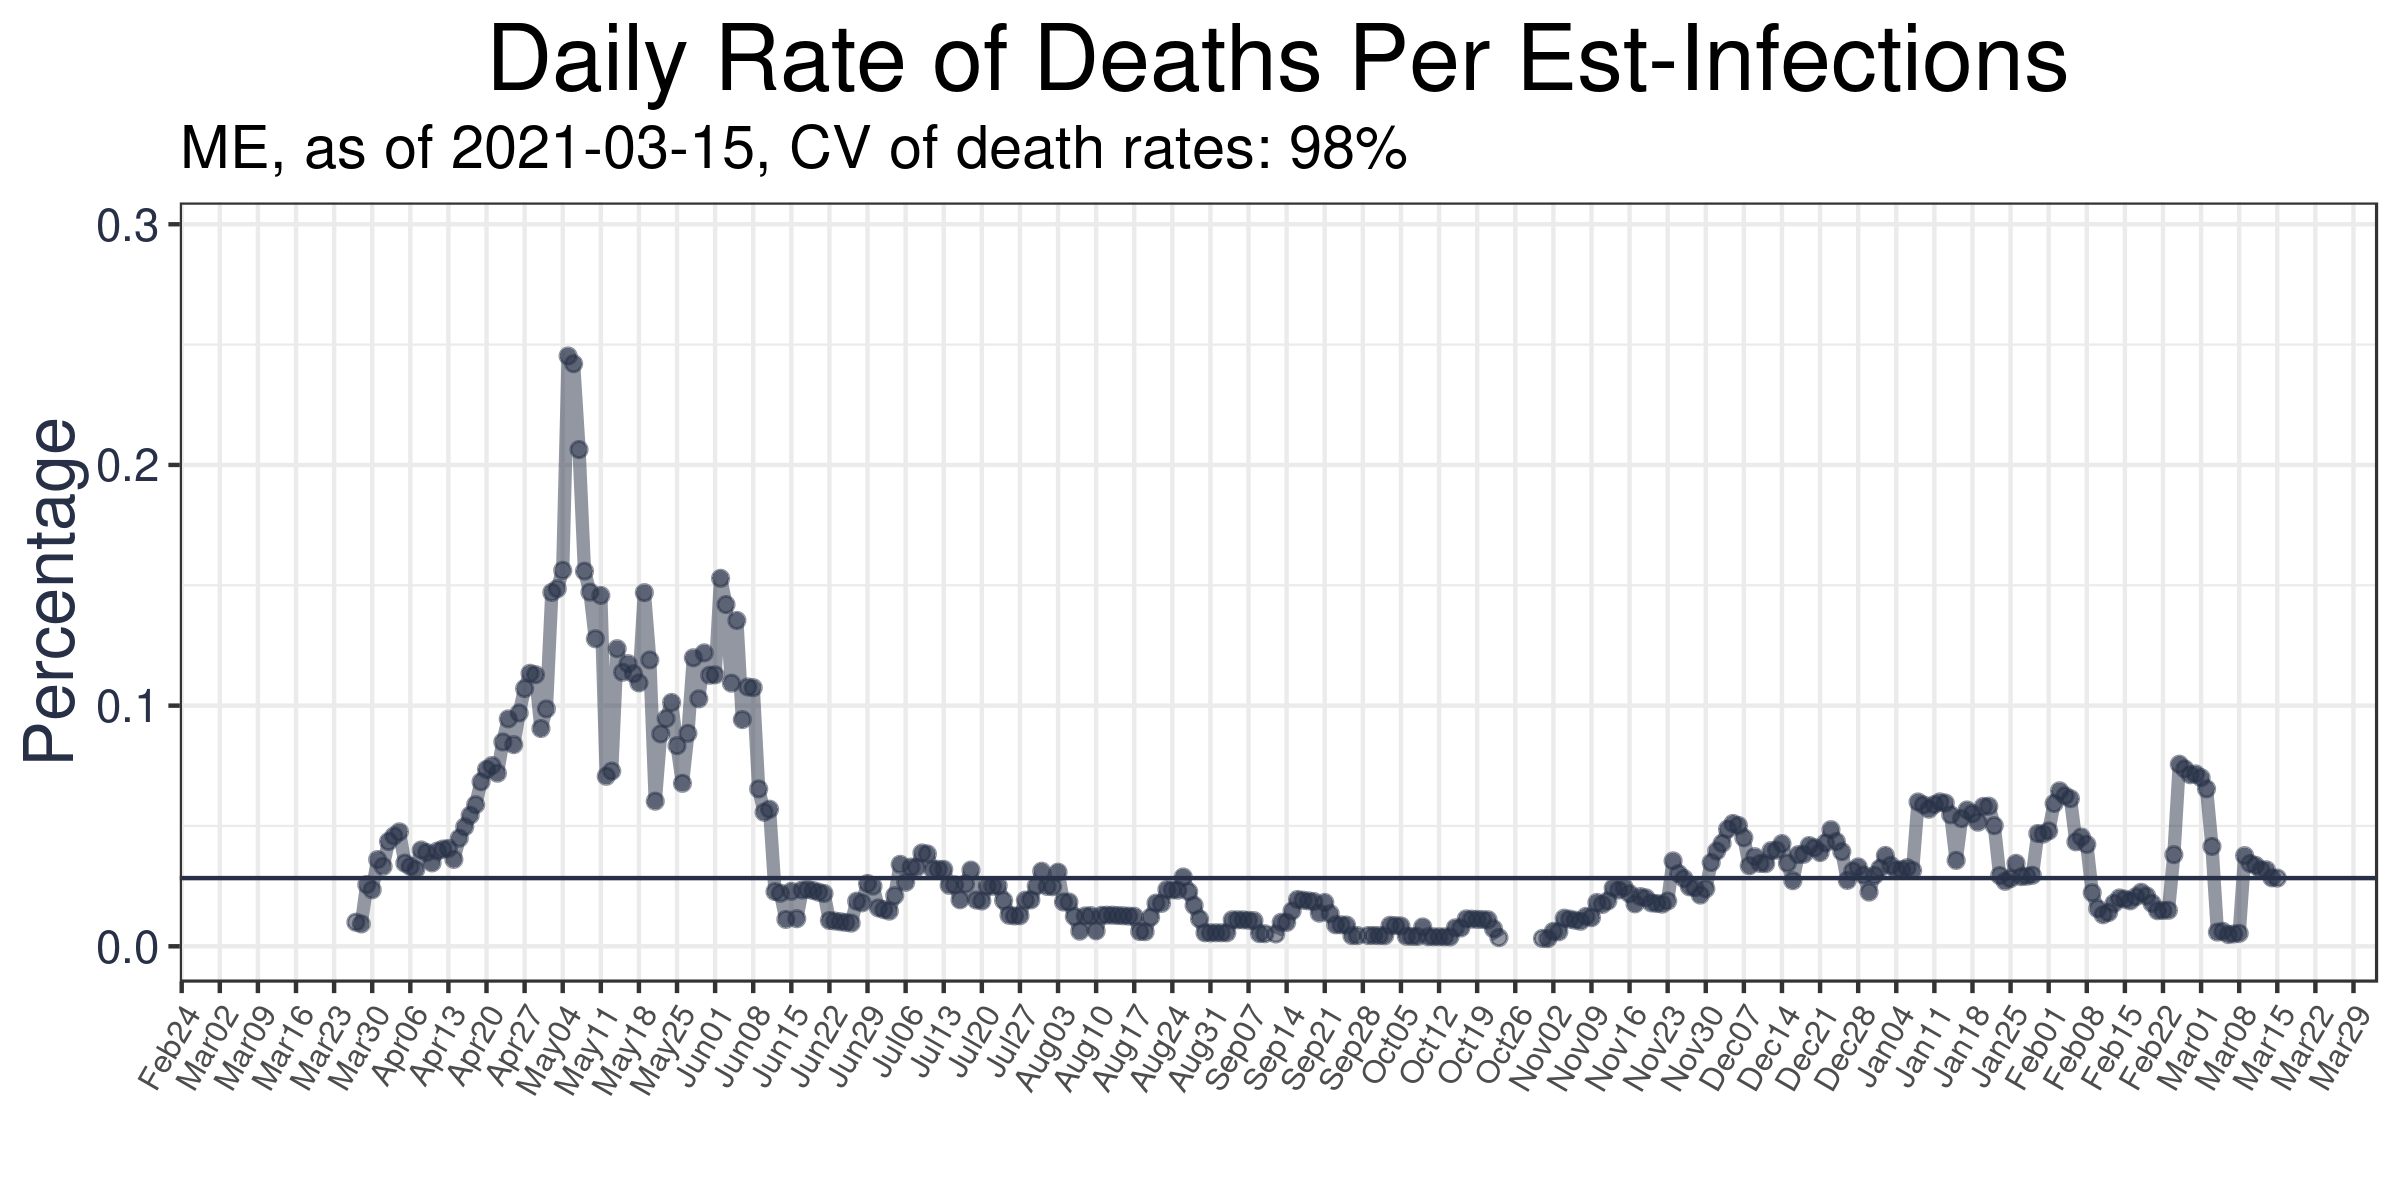 Daily Rate of Deaths Per Est-Infections
ME, as of 2021-03-15, CV of death rates: 98%
Percentage
0.3
0.2
0.1
0.0
Feb24
Mar02
Mar09
Mar16
Mar23
Mar30
Apr06
Apr13
Apr20
Apr27
May04
May11
May18
May25
Jun01
Jun08
Jun15
Jun22
Jun29
Jul06
Jul13
Jul20
Jul27
Aug03
Aug10
Aug17
Aug24
Aug31
Sep07
Sep14
Sep21
Sep28
Oct05
Oct12
Oct19
Oct26
Nov02
Nov09
Nov16
Nov23
Nov30
Dec07
Dec14
Dec21
Dec28
Jan04
Jan11
Jan18
Jan25
Feb01
Feb08
Feb15
Feb22
Mar01
Mar08
Mar15
Mar22
Mar29